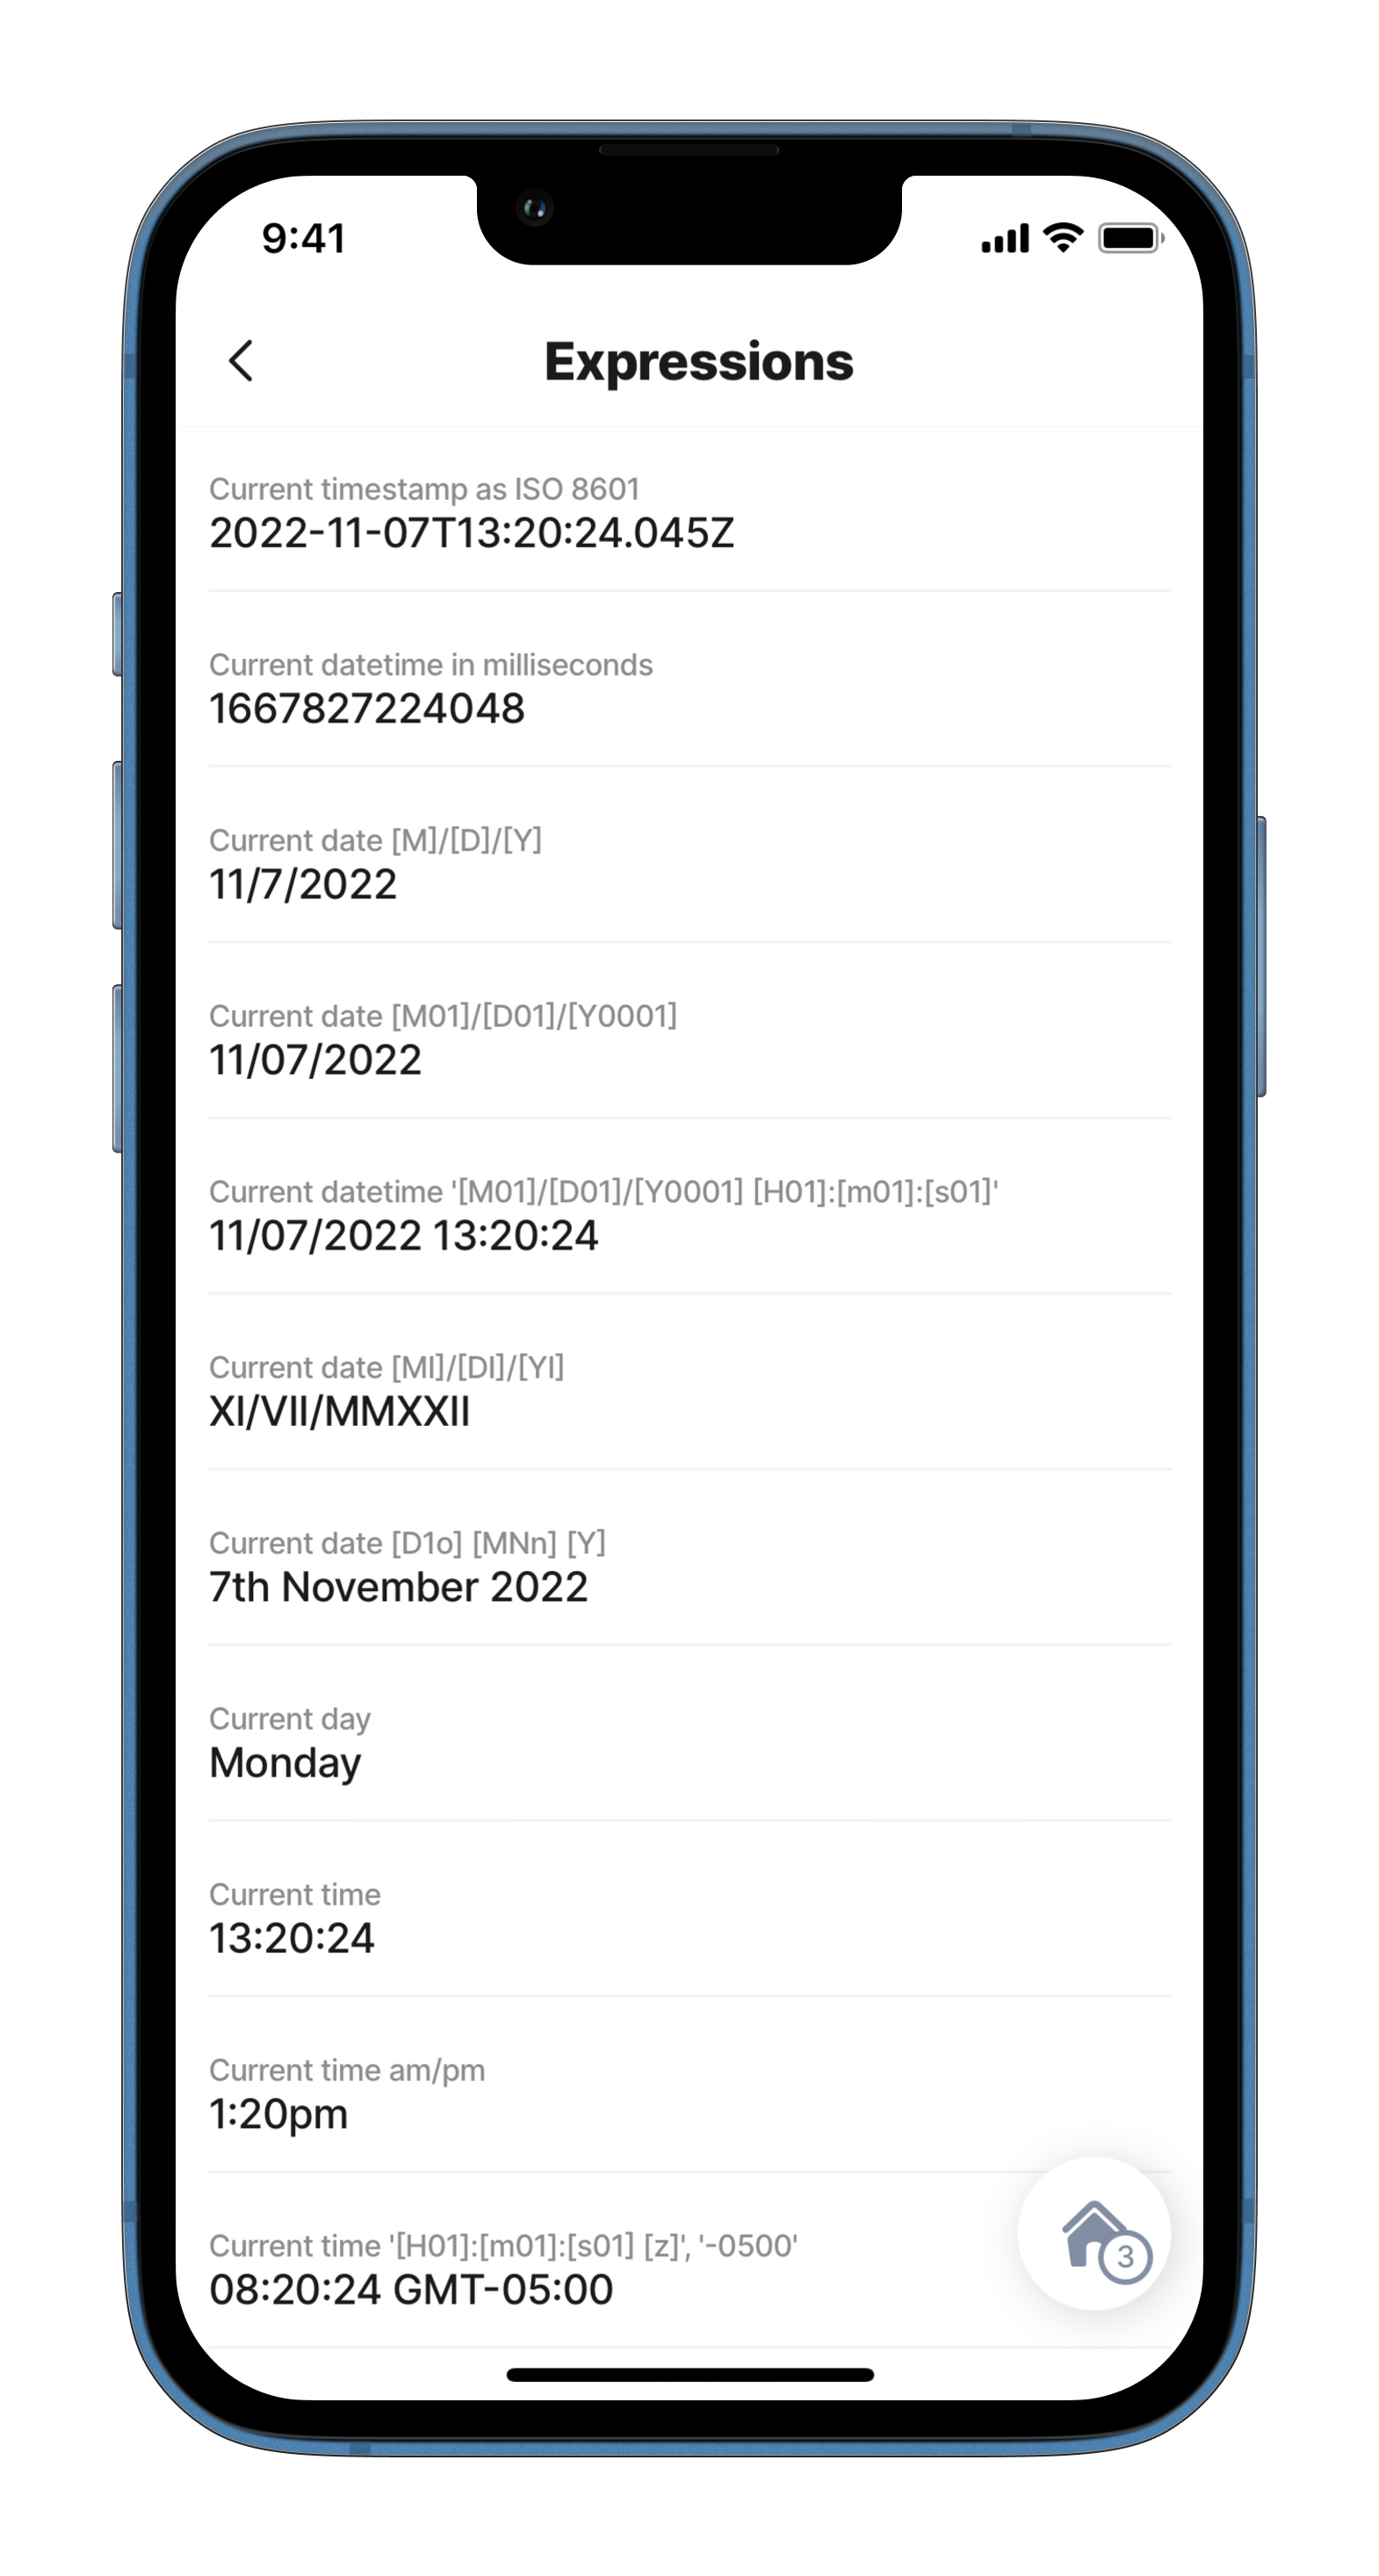 9:41
Expressions
Current timestamp as ISO 8601
2022-11-07T13:20:24.045Z
Current datetime in milliseconds
1667827224048
Current date [M]/[D]/[Y]
11/7/2022
Current date [M01]/[D01]/[Y0001]
11/07/2022
Current datetime '[M01]/[D01]/[Y0001] [H01]:[m01]:[s01]'
11/07/2022 13:20:24
Current date [MI]/[DI]/[YI]
XI/VII/MMXXII
Current date [D1o] [MNn] [Y]
7th November 2022
Current day
Monday
Current time
13:20:24
Current time am/pm
1:20pm
Current time '[H01]:[m01]:[s01] [z]', '-0500'
08:20:24 GMT-05:00
3